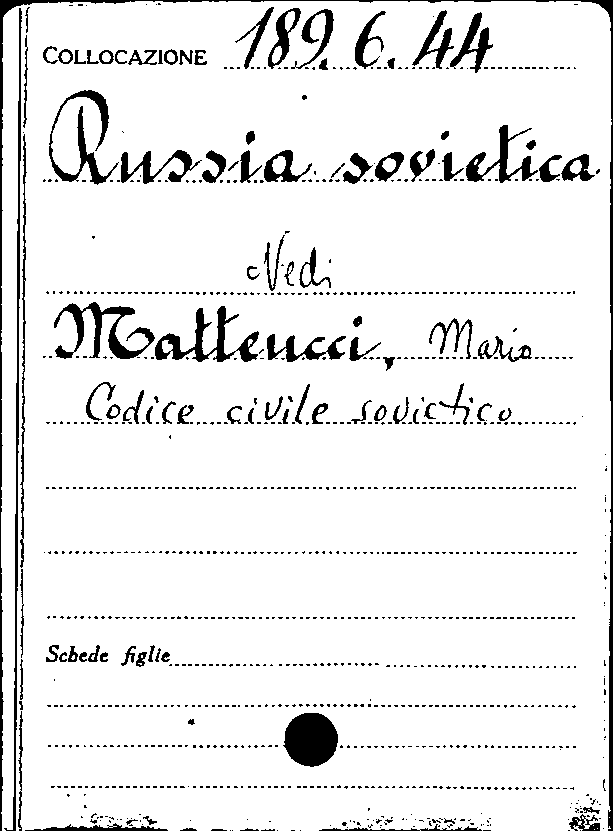 COLLOCAZIONE 189.6.44
Russia sovietica
Vedi
Matteucci, Mario
Codice civile sovietico
Schede figlie